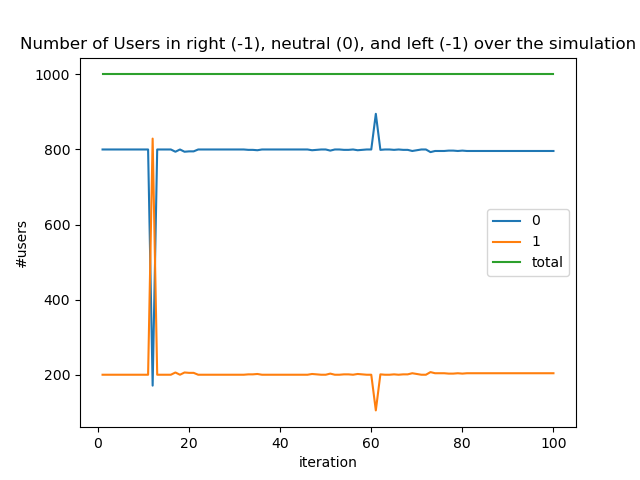 Number of Users in right (-1), neutral (0), and left (-1) over the simulation
1000
800
600
400
200
#users
0
1
total
0 20 40 60 80 100
iteration